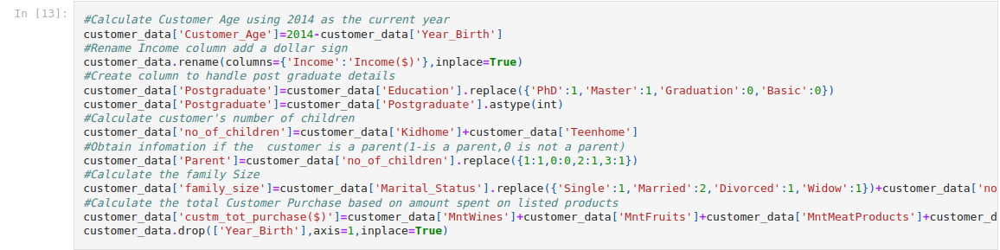 In [13]:
#Calculate Customer Age using 2014 as the current year
customer_data['Customer_Age']=2014-customer_data['Year_Birth']
#Rename Income column add a dollar sign
customer_data.rename(columns={'Income':'Income($)'},inplace=True)
#Create column to handle post graduate details
customer_data['Postgraduate']=customer_data['Education'].replace({'PhD':1,'Master':1,'Graduation':0,'Basic':0})
customer_data['Postgraduate']=customer_data['Postgraduate'].astype(int)
#Calculate customer's number of children
customer_data['no_of_children']=customer_data['Kidhome']+customer_data['Teenhome']
#Obtain infomation if the  customer is a parent(1-is a parent,0 is not a parent)
customer_data['Parent']=customer_data['no_of_children'].replace({1:1,0:0,2:1,3:1})
#Calculate the family Size
customer_data['family_size']=customer_data['Marital_Status'].replace({'Single':1,'Married':2,'Divorced':1,'Widow':1})+customer_data['no
#Calculate the total Customer Purchase based on amount spent on listed products
customer_data['custm_tot_purchase($)']=customer_data['MntWines']+customer_data['MntFruits']+customer_data['MntMeatProducts']+customer_d
customer_data.drop(['Year_Birth'],axis=1,inplace=True)